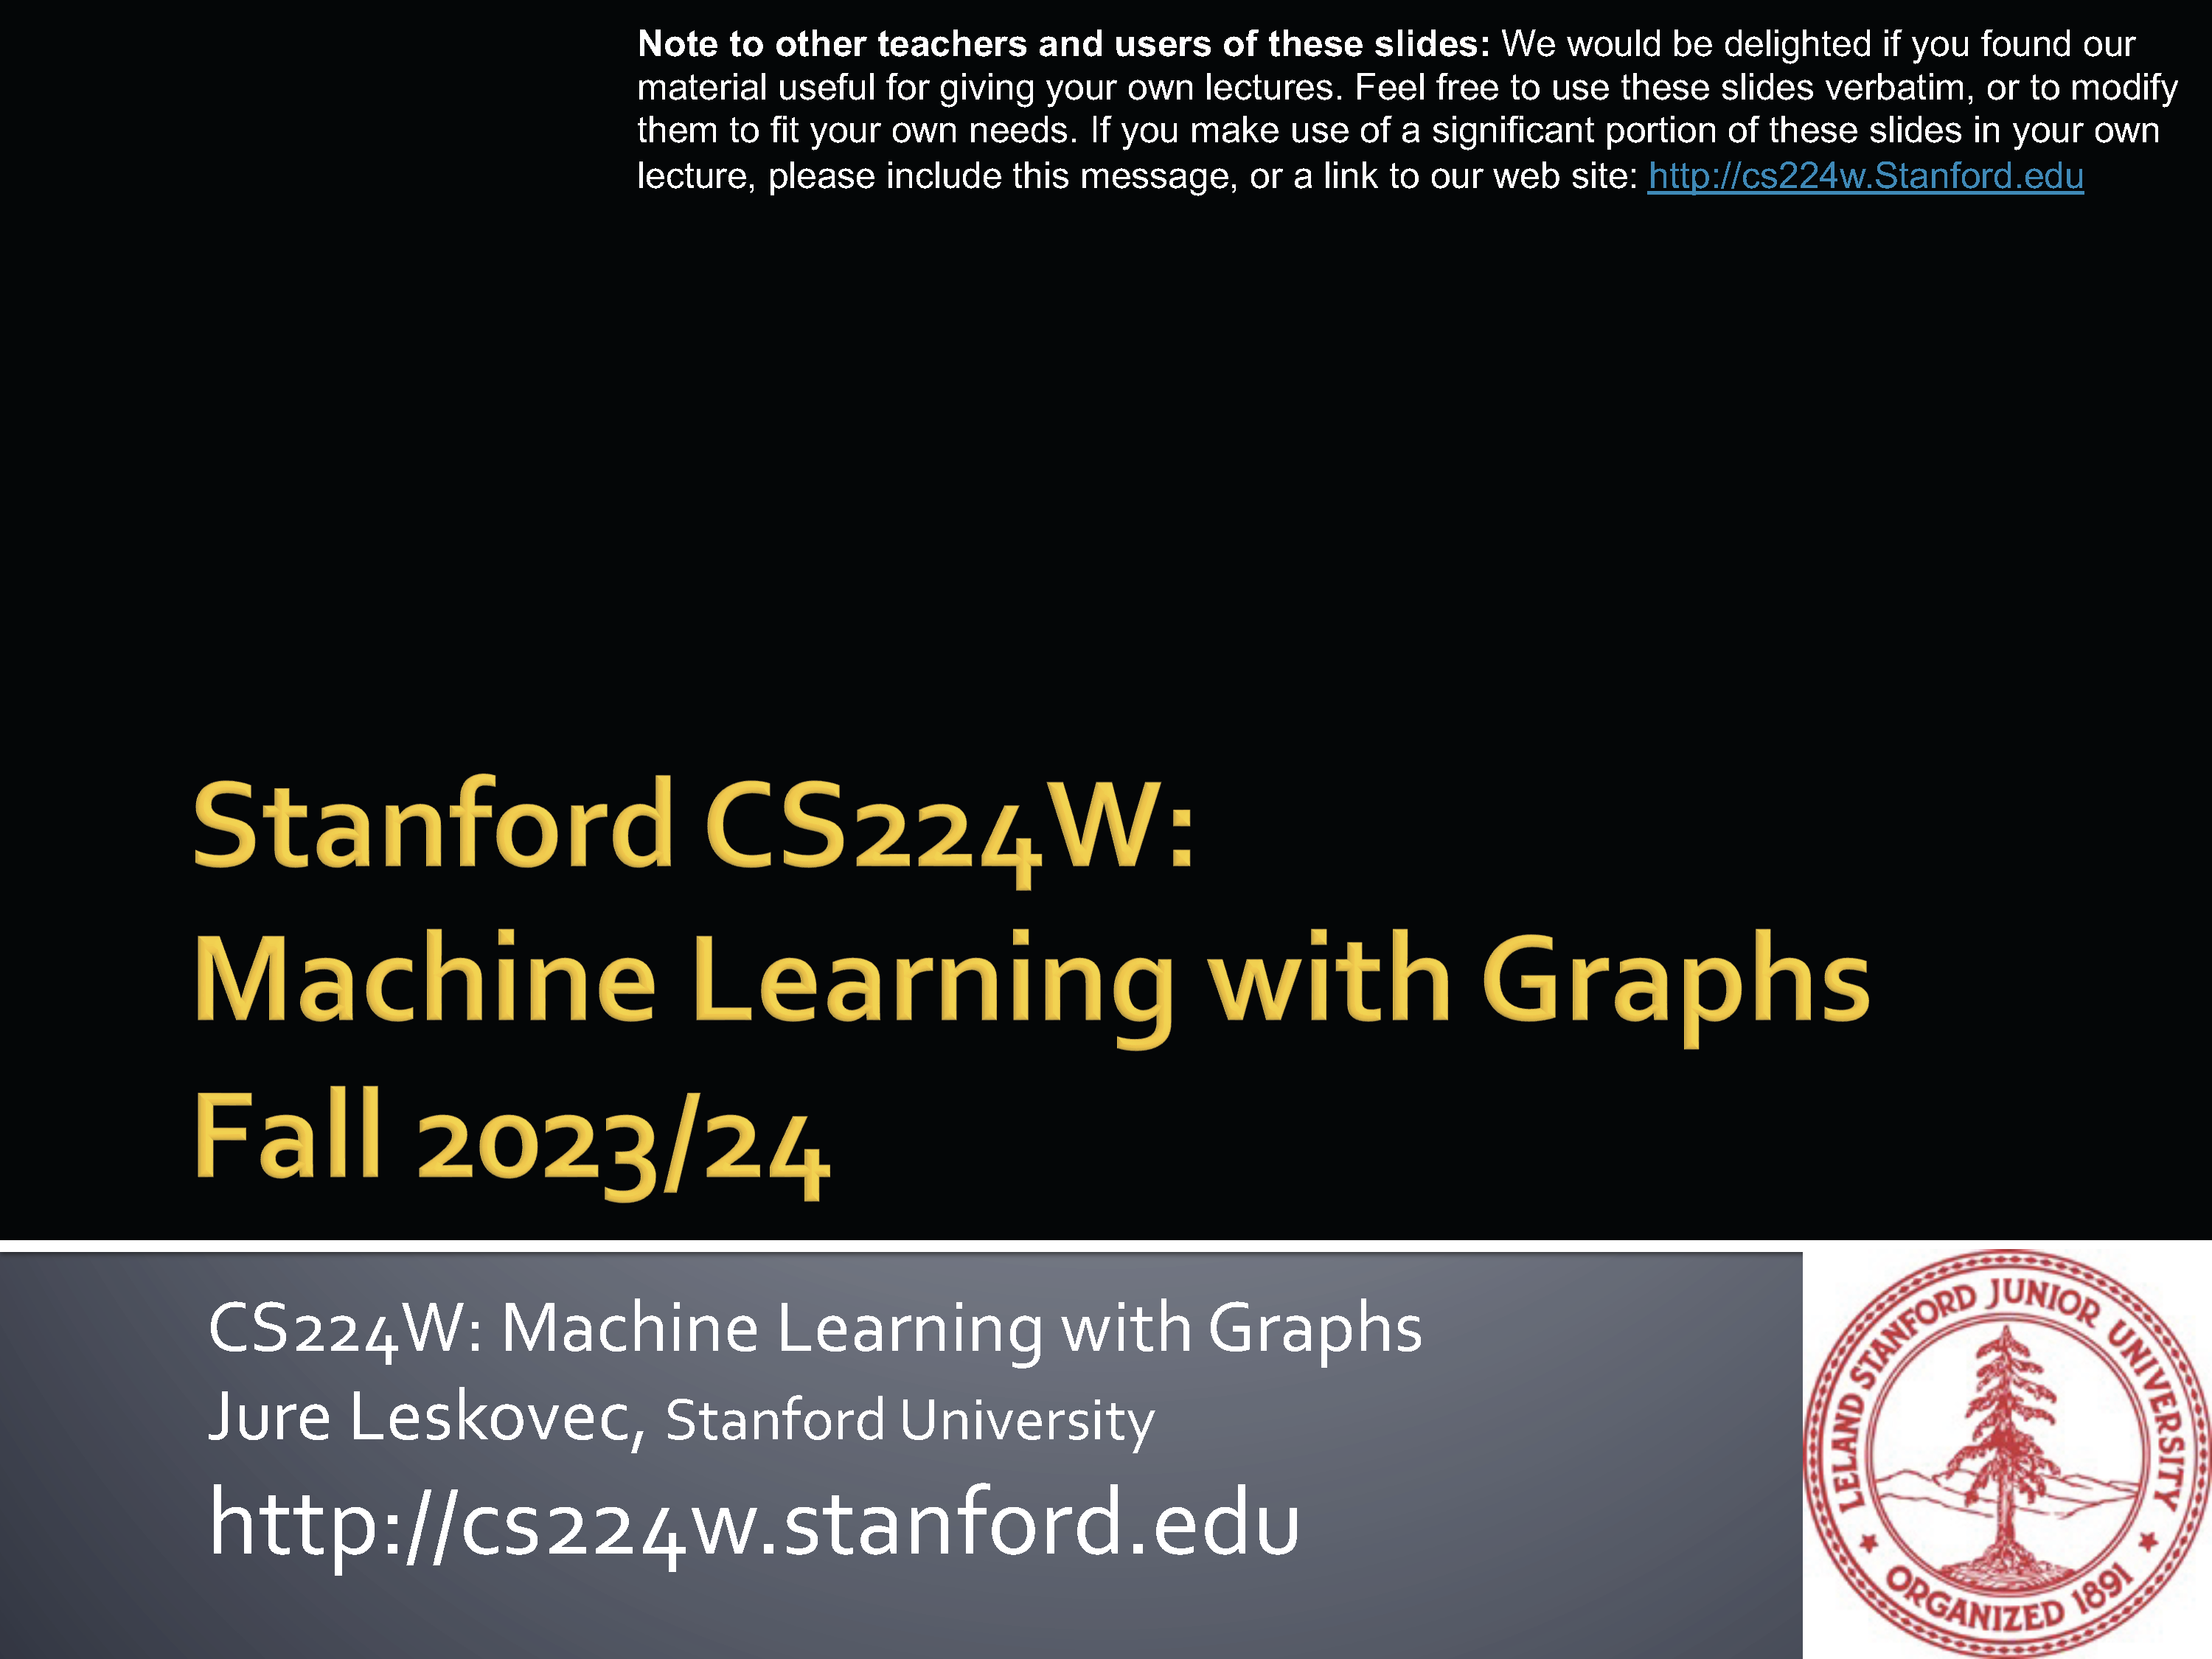 Note to other teachers and users of these slides: We would be delighted if you found our
material useful for giving your own lectures. Feel free to use these slides verbatim, or to modify
them to fit your own needs. If you make use of a significant portion of these slides in your own
lecture, please include this message, or a link to our web site: http://cs224w.Stanford.edu
Stanford CS224W:
Machine Learning with Graphs
Fall 2023/24
CS224W: Machine Learning with Graphs
Jure Leskovec, Stanford University
http://cs224w.stanford.edu
LELAND STANFORD JUNIOR UNIVERSITY
ORGANIZED 1891